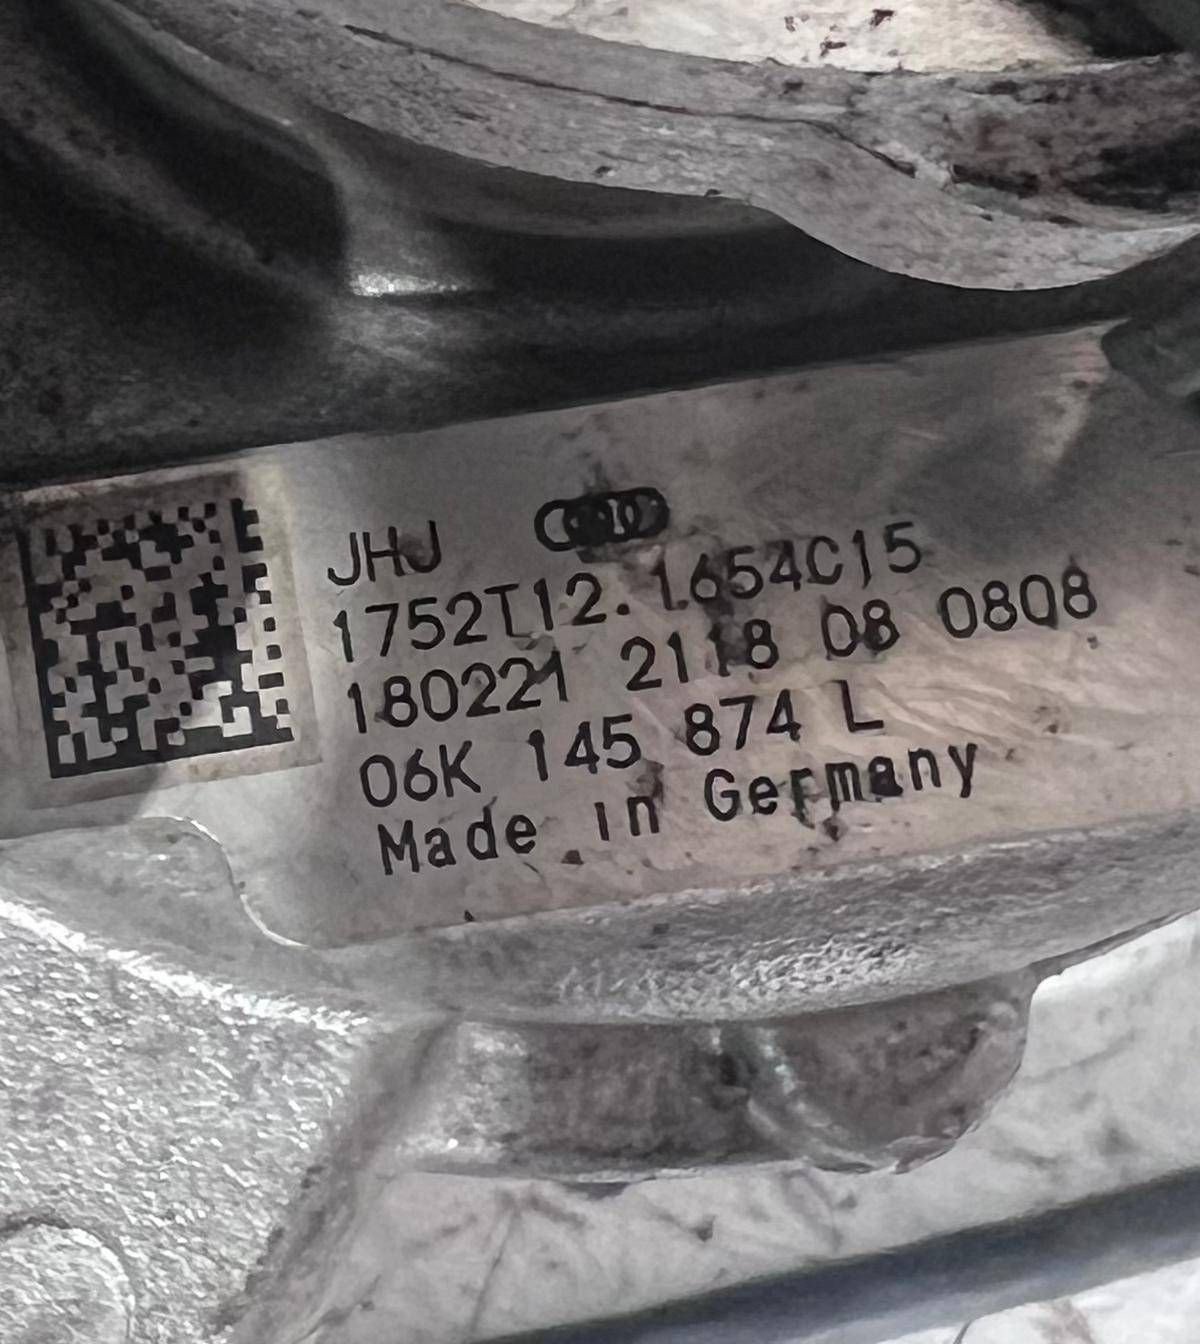 JHJ
1752T12.1654C15
180221 2118 08 0808
06K 145 874 L
Made in Germany